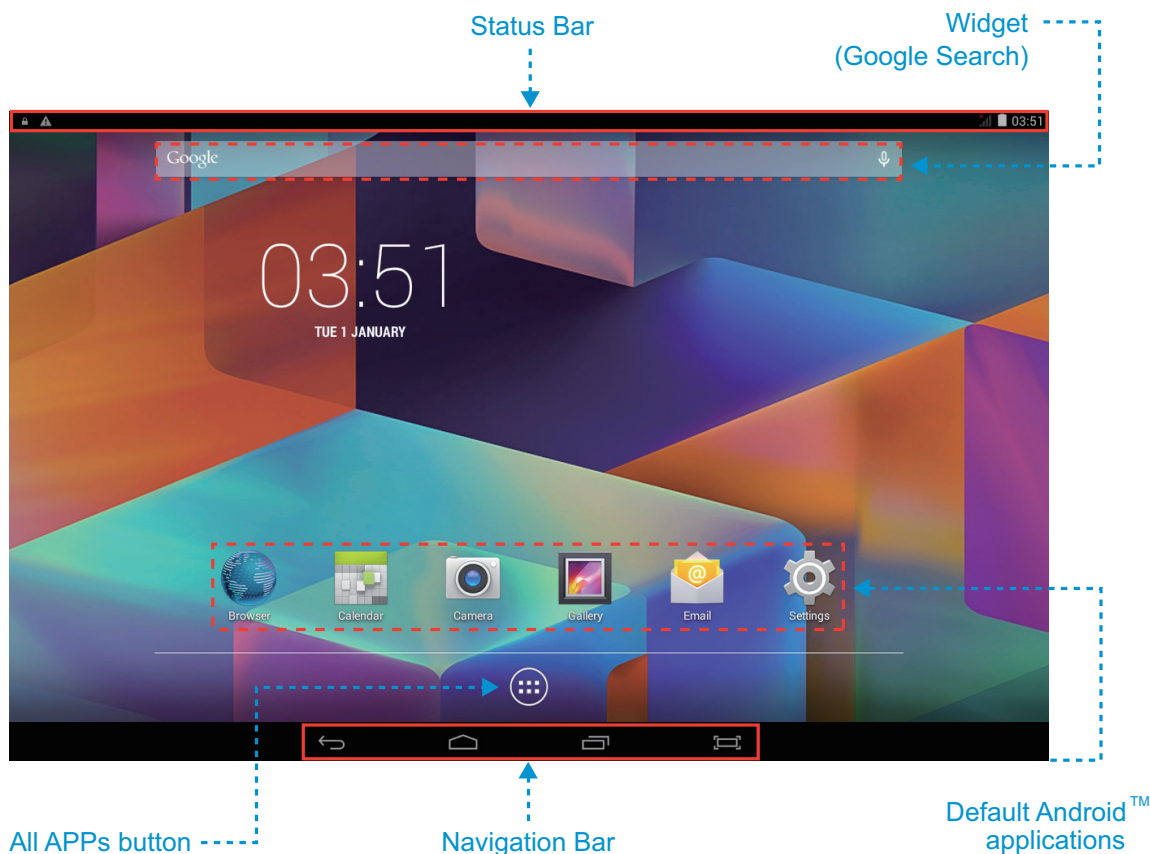 Status Bar
Widget
(Google Search)
03:51
Google
03:51
TUE 1 JANUARY
Browser
Calendar
Camera
Gallery
Email
Settings
All APPs button
Navigation Bar
Default Android™
applications